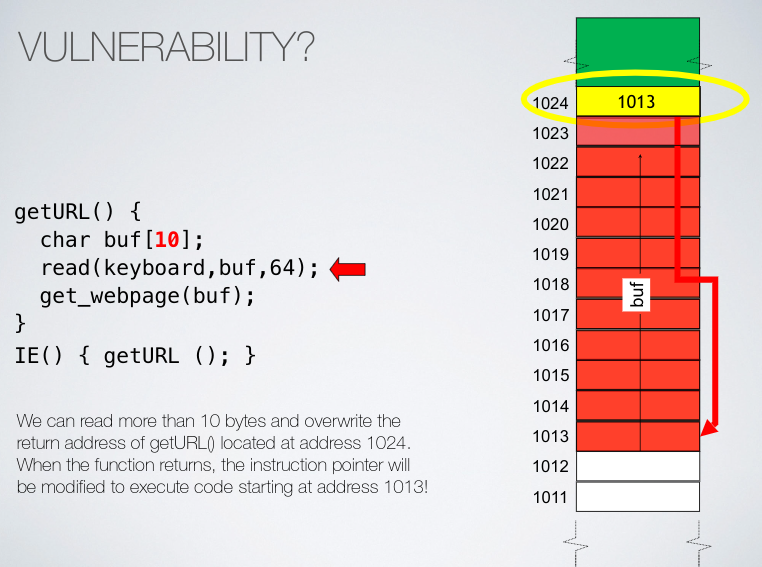 VULNERABILITY?
getURL() {
char buf[10];
read(keyboard,buf,64);
get_webpage(buf);
}
IE() { getURL (); }
We can read more than 10 bytes and overwrite the
return address of getURL() located at address 1024.
When the function returns, the instruction pointer will
be modified to execute code starting at address 1013!
1024 1013
1023
1022
1021
1020
1019
1018
buf
1017
1016
1015
1014
1013
1012
1011